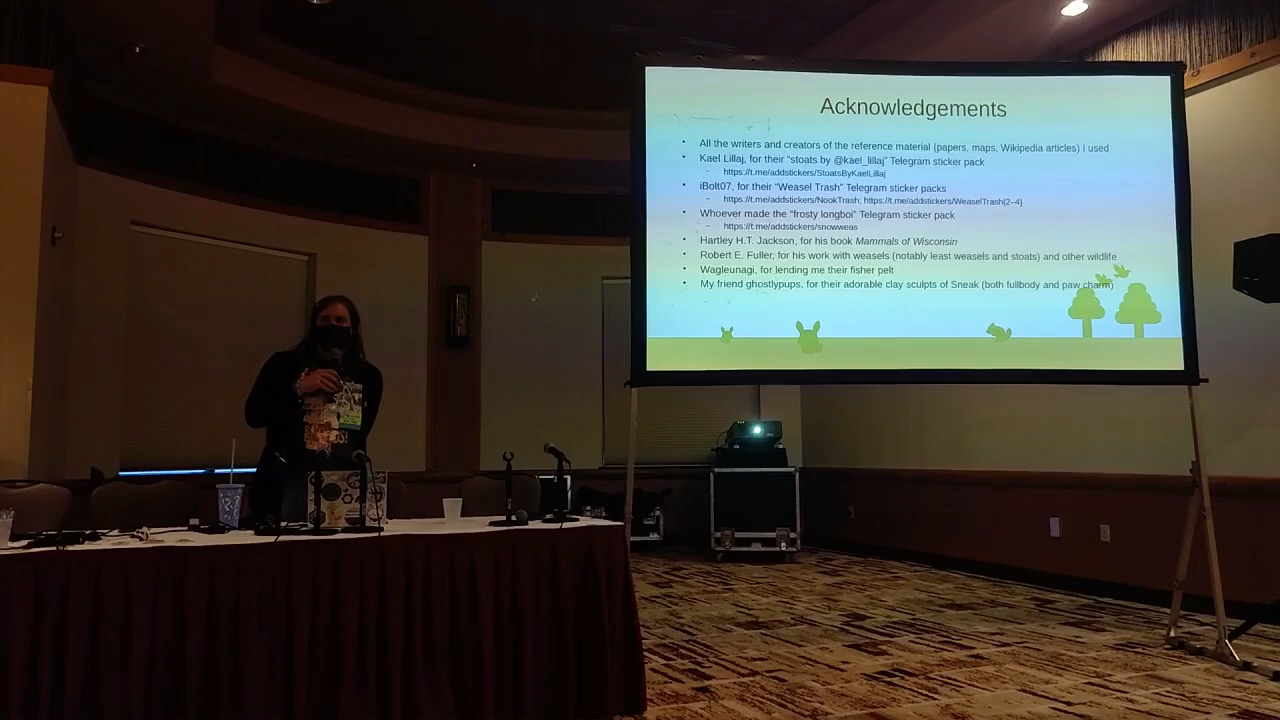 Acknowledgements
All the writers and creators of the reference material (papers, maps, Wikipedia articles) I used
Kael Lillaj, for their "stoats by @kael_lillaj" Telegram sticker pack
https://t.me/addstickers/StoatsByKaelLillaj
iBolt07, for their "Weasel Trash" Telegram sticker packs
https://t.me/addstickers/NookTrash; https://t.me/addstickers/WeaselTrash{2–4}
Whoever made the "frosty longboi" Telegram sticker pack
https://t.me/addstickers/snowweas
Hartley H.T. Jackson, for his book Mammals of Wisconsin
Robert E. Fuller, for his work with weasels (notably least weasels and stoats) and other wildlife
Wagleunagi, for lending me their fisher pelt
My friend ghostlypups, for their adorable clay sculpts of Sneak (both fullbody and paw charm)